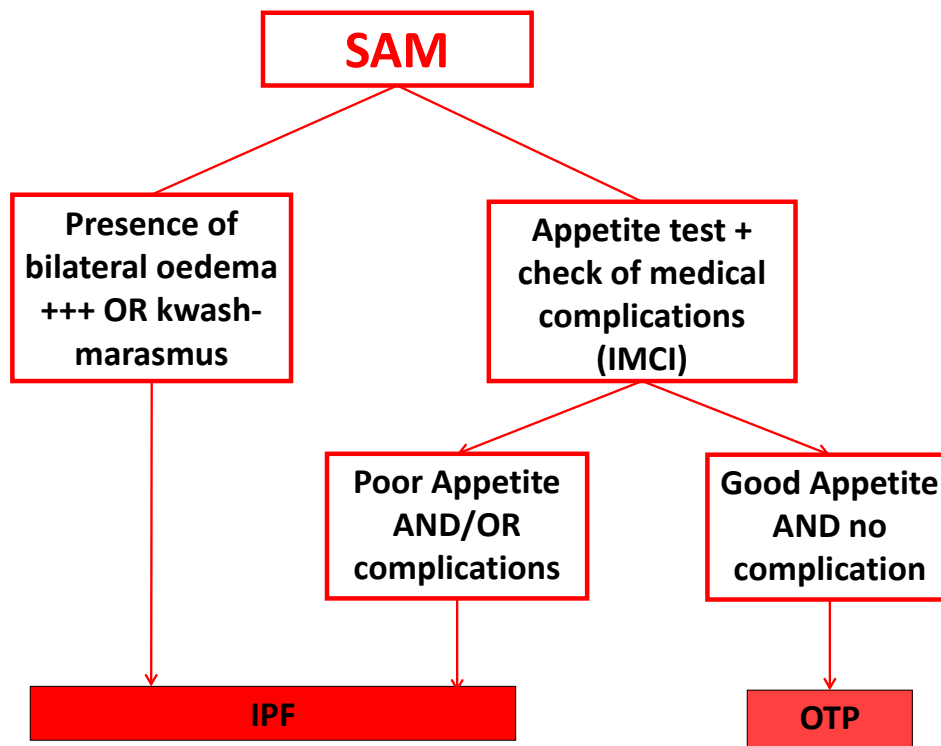 SAM
Presence of
bilateral oedema
+++ OR kwash-
marasmus
Appetite test +
check of medical
complications
(IMCI)
Poor Appetite
AND/OR
complications
Good Appetite
AND no
complication
IPF
OTP